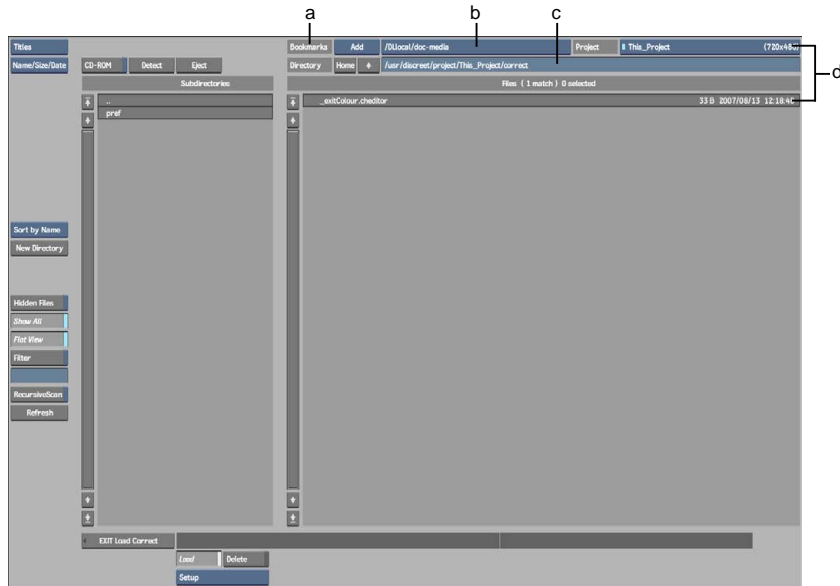 a b c
Titles Bookmarks Add /DLlocal/doc-media Project This_Project (720x486)
Name/Size/Date CD-ROM Detect Eject Directory Home /usr/discreet/project/This_Project/correct
d
Subdirectories Files ( 1 match ) 0 selected
.. _exitColour.cheditor 33 B 2007/08/13 12:18:40
pref
Sort by Name
New Directory
Hidden Files
Show All
Flat View
Filter
RecursiveScan
Refresh
EXIT Load Correct
Load Delete
Setup